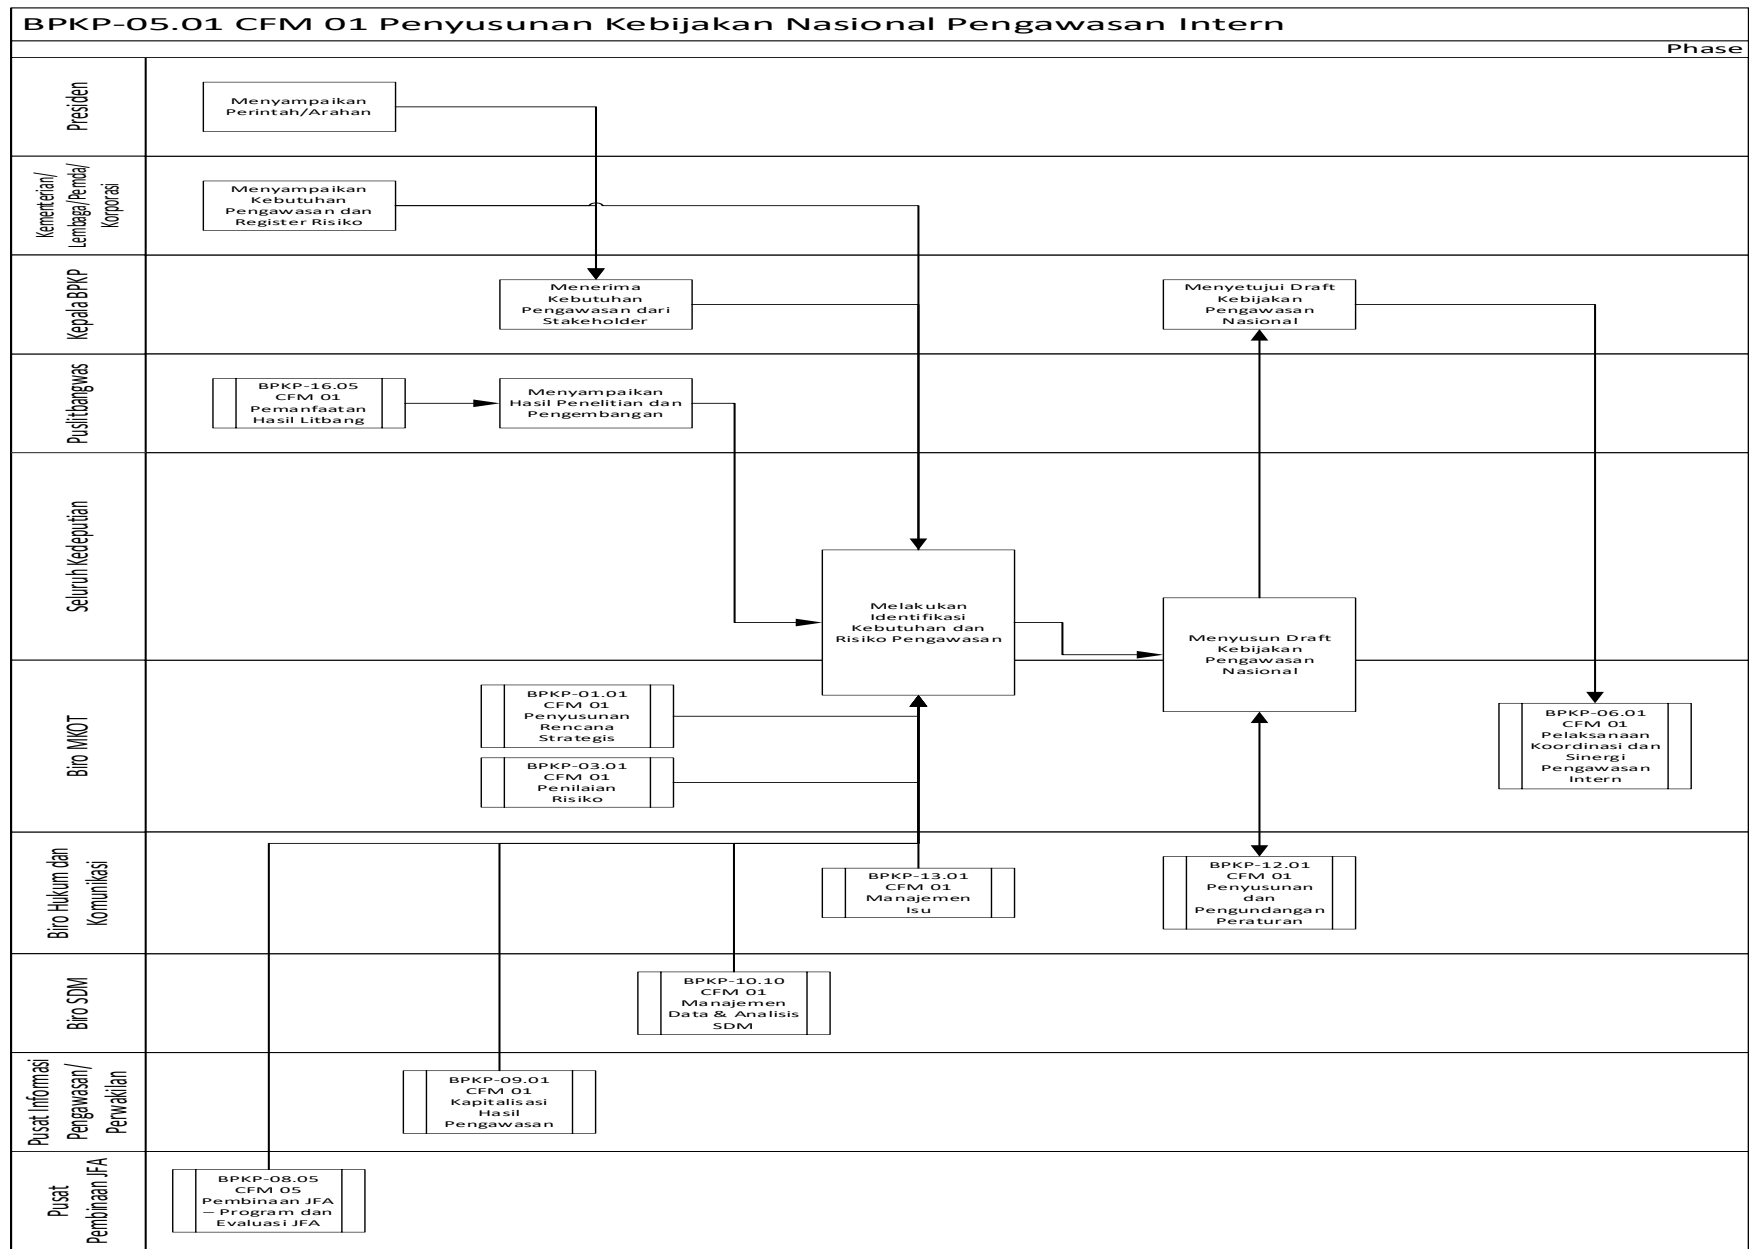 BPKP-05.01 CFM 01 Penyusunan Kebijakan Nasional Pengawasan Intern
Phase
Presiden
Menyampaikan
Perintah/Arahan
Kementerian/
Lembaga/Pemda/
Korporasi
Menyampaikan
Kebutuhan
Pengawasan dan
Register Risiko
Kepala BPKP
Menerima
Kebutuhan
Pengawasan dari
Stakeholder
Menyetujui Draft
Kebijakan
Pengawasan
Nasional
Puslitbangwas
BPKP-16.05
CFM 01
Pemanfaatan
Hasil Litbang
Menyampaikan
Hasil Penelitian dan
Pengembangan
Seluruh Kedeputian
Melakukan
Identifikasi
Kebutuhan dan
Risiko Pengawasan
Menyusun Draft
Kebijakan
Pengawasan
Nasional
Biro MKOT
BPKP-01.01
CFM 01
Penyusunan
Rencana
Strategis
BPKP-03.01
CFM 01
Penilaian
Risiko
BPKP-06.01
CFM 01
Pelaksanaan
Koordinasi dan
Sinergi
Pengawasan
Intern
Biro Hukum dan
Komunikasi
BPKP-13.01
CFM 01
Manajemen
Isu
BPKP-12.01
CFM 01
Penyusunan
dan
Pengundangan
Peraturan
Biro SDM
BPKP-10.10
CFM 01
Manajemen
Data & Analisis
SDM
Pusat Informasi
Pengawasan/
Perwakilan
BPKP-09.01
CFM 01
Kapitalisasi
Hasil
Pengawasan
Pusat
Pembinaan JFA
BPKP-08.05
CFM 05
Pembinaan JFA
– Program dan
Evaluasi JFA